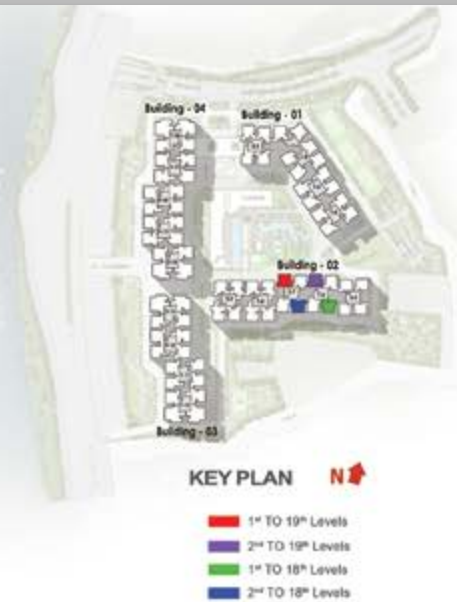 Building - 04
Building - 01
Building - 02
Building - 03
KEY PLAN N
1st TO 19th Levels
2nd TO 19th Levels
1st TO 18th Levels
2nd TO 18th Levels